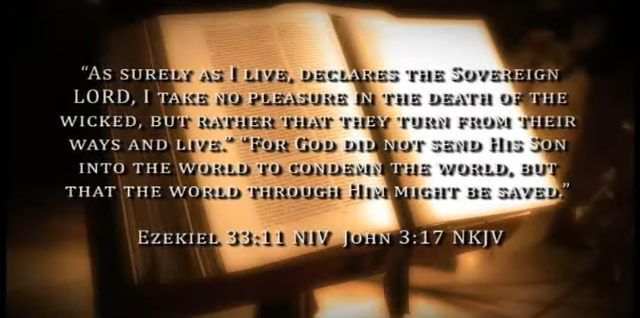 “As surely as I live, declares the Sovereign
LORD, I take no pleasure in the death of the
wicked, but rather that they turn from their
ways and live.” “For God did not send His Son
into the world to condemn the world, but
that the world through Him might be saved.”
Ezekiel 33:11 NIV John 3:17 NKJV